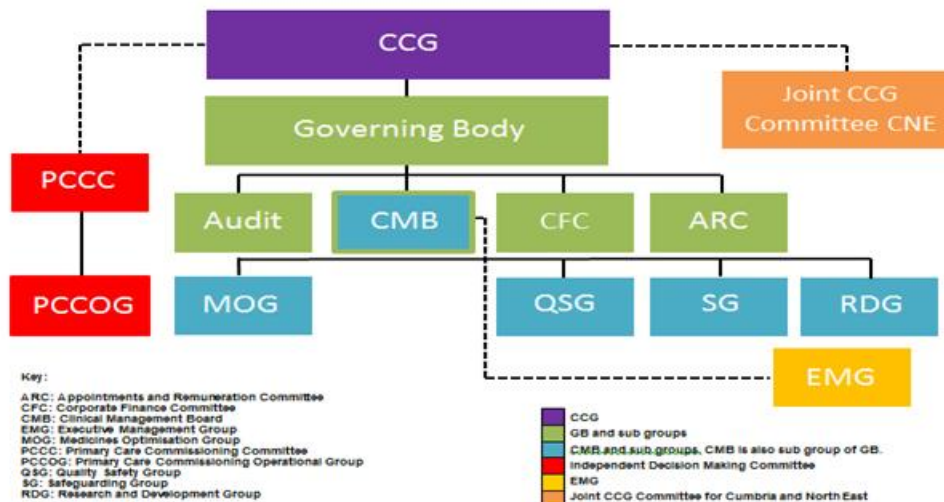 CCG
Joint CCG
Committee CNE
Governing Body
PCCC
Audit
CMB
CFC
ARC
PCCOG
MOG
QSG
SG
RDG
EMG
Key:
ARC: Appointments and Remuneration Committee
CFC: Corporate Finance Committee
CMB: Clinical Management Board
EMG: Executive Management Group
MOG: Medicines Optimisation Group
PCCC: Primary Care Commissioning Committee
PCCOG: Primary Care Commissioning Operational Group
QSG: Quality Safety Group
SG: Safeguarding Group
RDG: Research and Development Group
CCG
GB and sub groups
CMB and sub groups. CMB is also sub group of GB.
Independent Decision Making Committee
EMG
Joint CCG Committee for Cumbria and North East